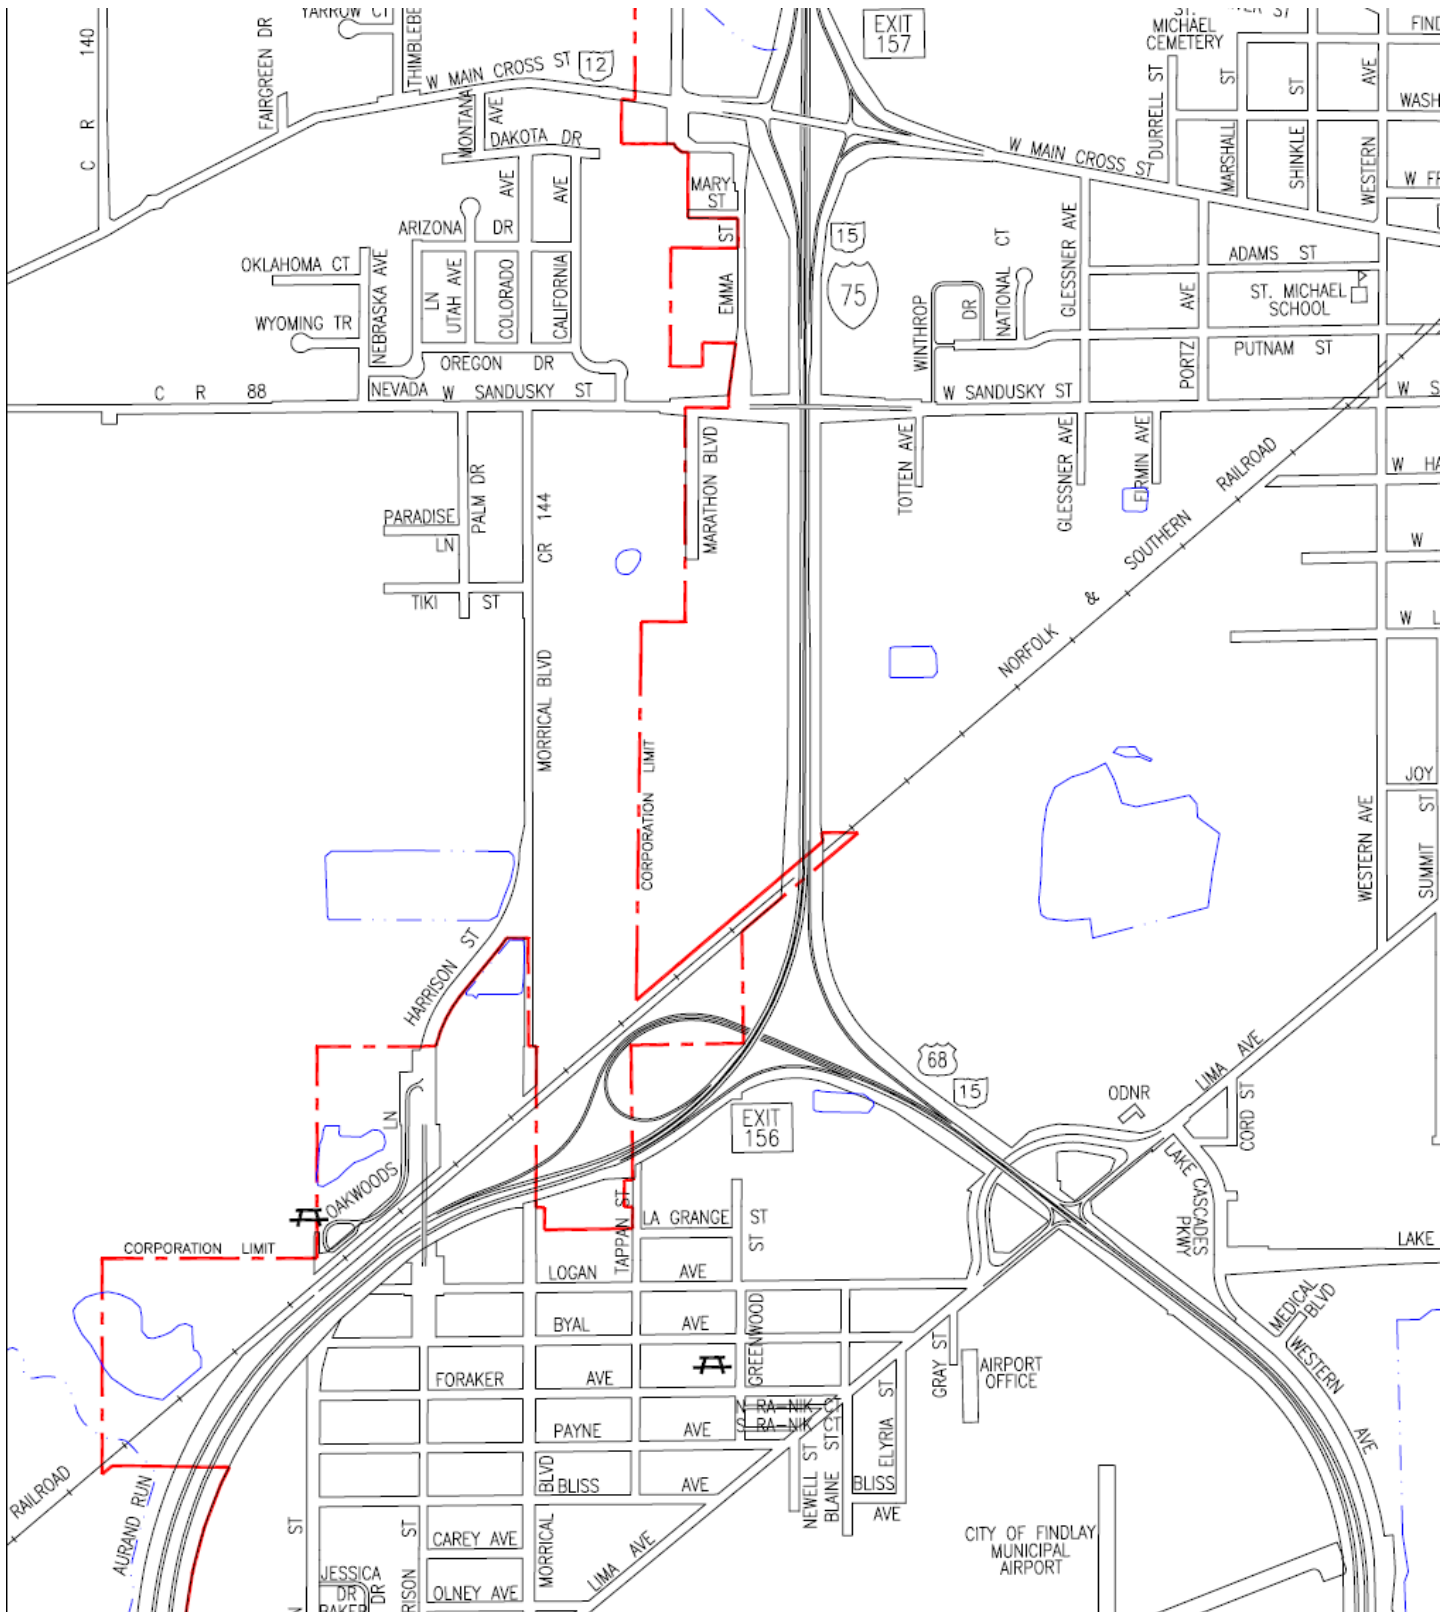 YARROW CT
FAIRGREEN DR
C R 140
W MAIN CROSS ST
12
EXIT
157
ST.
MICHAEL
CEMETERY
ST
DURRELL ST
MARSHALL
ST
SHINKLE
ST
WESTERN
AVE
MONTANA
AVE
DAKOTA DR
W MAIN CROSS ST
MARY
ST
EMMA
ST
ARIZONA DR
AVE
AVE
OKLAHOMA CT
WYOMING TR
NEBRASKA AVE
LN
UTAH AVE
COLORADO
CALIFORNIA
OREGON DR
NEVADA
W SANDUSKY ST
C R 88
15
75
NATIONAL
CT
WINTHROP
DR
GLESSNER AVE
ADAMS ST
ST. MICHAEL
SCHOOL
PORTZ
AVE
PUTNAM ST
W SANDUSKY ST
TOTTEN AVE
GLESSNER AVE
FIRMIN AVE
NORFOLK & SOUTHERN RAILROAD
MARATHON BLVD
PALM DR
PARADISE
LN
TIKI ST
CR 144
MORRICAL BLVD
CORPORATION LIMIT
W
JOY
WESTERN AVE
SUMMIT ST
HARRISON ST
68
15
ODNR
LIMA AVE
CORD ST
EXIT
156
OAKWOODS
LN
LAKE CASCADES
PKWY
LAKE
CORPORATION LIMIT
TAPPAN ST
LA GRANGE ST
ST
LOGAN AVE
BYAL AVE
GREENWOOD
MEDICAL
BLVD
WESTERN
AVE
FORAKER AVE
GRAY ST
AIRPORT
OFFICE
N RA-NIK CT
S RA-NIK CT
PAYNE AVE
ELYRIA ST
NEWELL ST
BLAINE ST
BLISS
AVE
BLVD
BLISS AVE
RAILROAD
AURAND RUN
ST
CAREY AVE
MORRICAL
LIMA AVE
CITY OF FINDLAY
MUNICIPAL
AIRPORT
JESSICA
DR
BAKER
DR
ST
OLNEY AVE